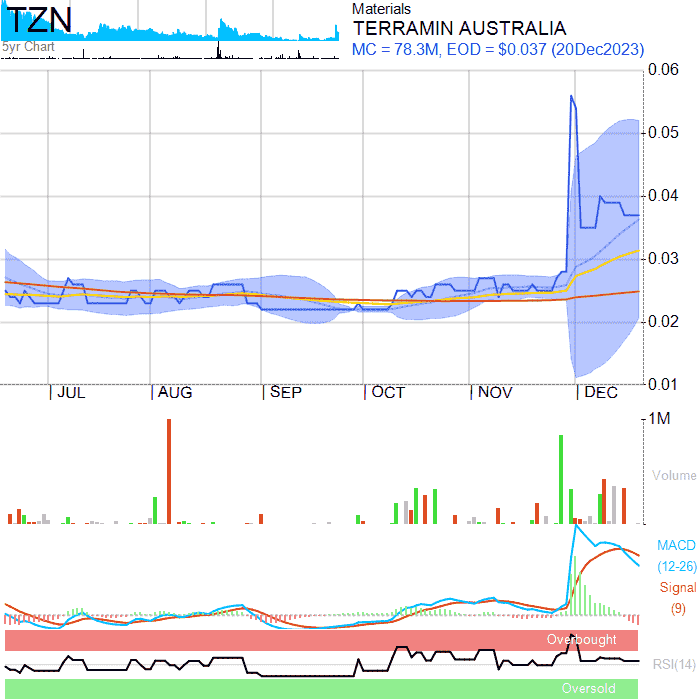 TZN
5yr Chart
Materials
TERRAMIN AUSTRALIA
MC = 78.3M, EOD = $0.037 (20Dec2023)
0.06
0.05
0.04
0.03
0.02
0.01
JUL AUG SEP OCT NOV DEC
1M
Volume
MACD
(12-26)
Signal
(9)
Overbought
RSI(14)
Oversold